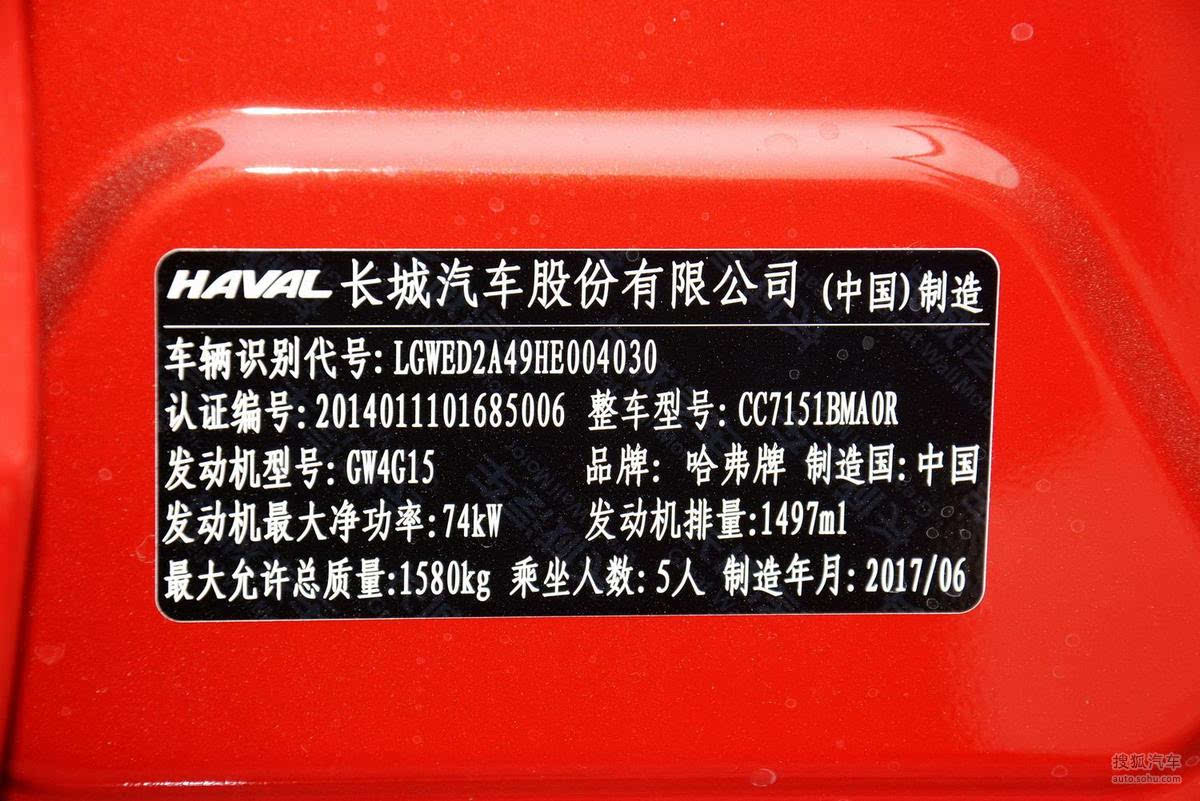 HAVAL 长城汽车股份有限公司 (中国)制造
车辆识别代号:LGWED2A49HE004030
认证编号:2014011101685006 整车型号:CC7151BMA0R
发动机型号:GW4G15 品牌: 哈弗牌 制造国:中国
发动机最大净功率:74kW 发动机排量:1497ml
最大允许总质量:1580kg 乘坐人数:5人 制造年月:2017/06
搜狐汽车
auto.sohu.com